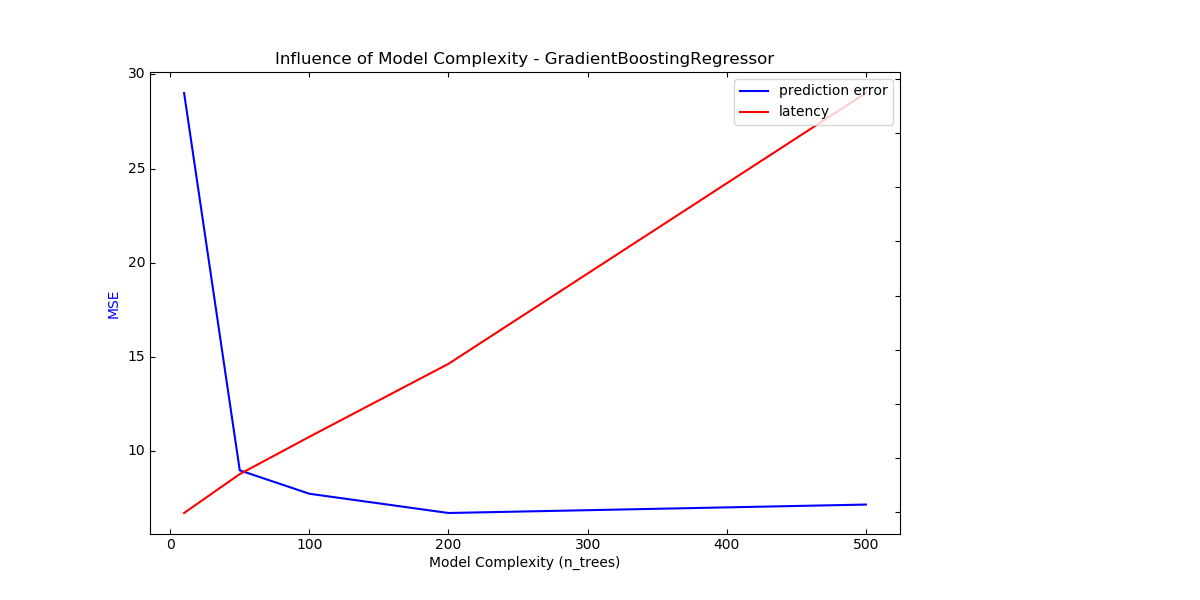 Influence of Model Complexity - GradientBoostingRegressor
prediction error
latency
30
25
20
15
10
MSE
0 100 200 300 400 500
Model Complexity (n_trees)